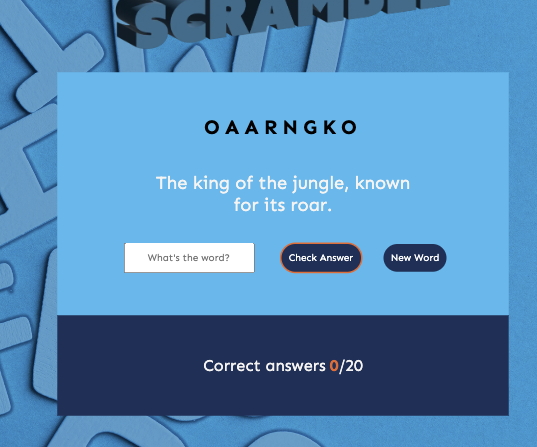 SCRAMBLE
OAARNGKO
The king of the jungle, known
for its roar.
What's the word?
Check Answer
New Word
Correct answers 0/20